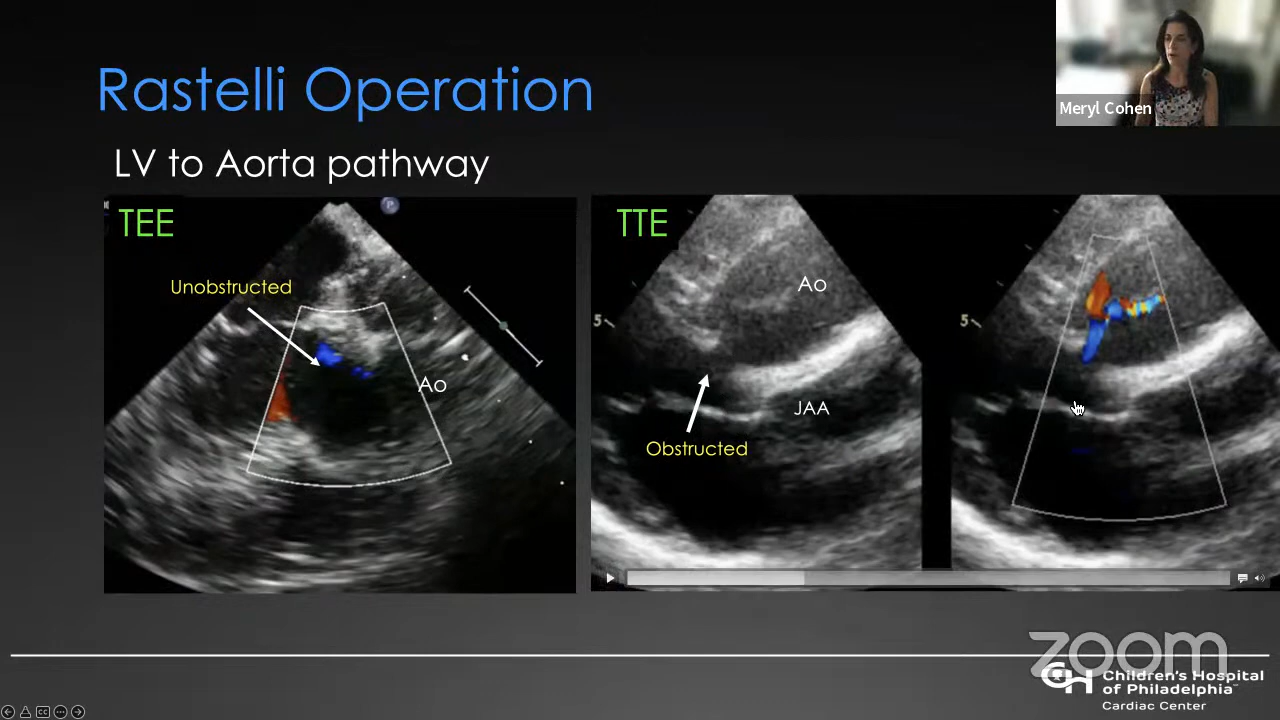 Rastelli Operation
Meryl Cohen
LV to Aorta pathway
TEE
P
Unobstructed
Ao
TTE
Ao
5
JAA
Obstructed
5
zoom
CH Children's Hospital
of Philadelphia
Cardiac Center